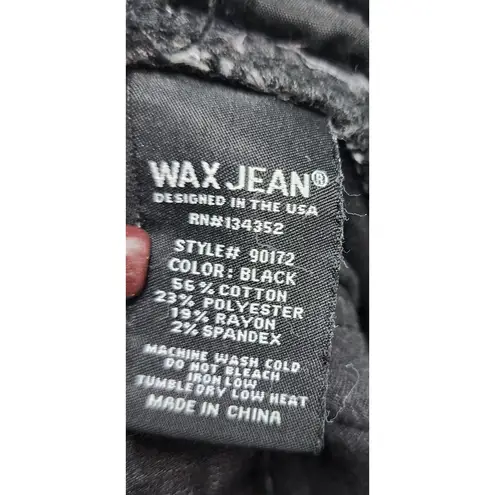 WAX JEAN®
DESIGNED IN THE USA
RN#134352
STYLE# 90172
COLOR: BLACK
56% COTTON
23% POLYESTER
19% RAYON
2% SPANDEX
MACHINE WASH COLD
DO NOT BLEACH
IRON LOW
TUMBLE DRY LOW HEAT
MADE IN CHINA